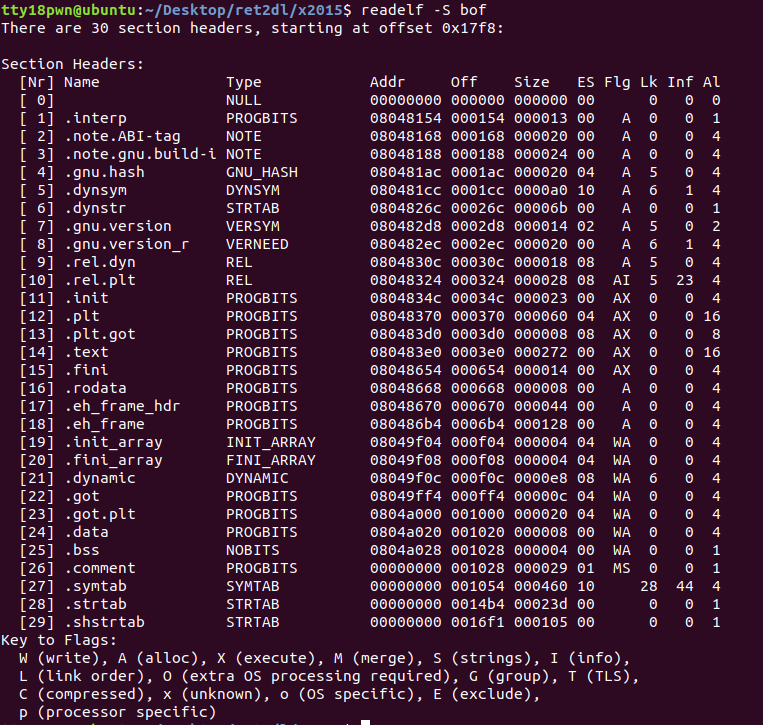 tty18pwn@ubuntu:~/Desktop/ret2dl/x2015$ readelf -S bof
There are 30 section headers, starting at offset 0x17f8:

Section Headers:
  [Nr] Name              Type            Addr     Off    Size   ES Flg Lk Inf Al
  [ 0]                   NULL            00000000 000000 000000 00      0   0  0
  [ 1] .interp           PROGBITS        08048154 000154 000013 00   A  0   0  1
  [ 2] .note.ABI-tag     NOTE            08048168 000168 000020 00   A  0   0  4
  [ 3] .note.gnu.build-i NOTE            08048188 000188 000024 00   A  0   0  4
  [ 4] .gnu.hash         GNU_HASH        080481ac 0001ac 000020 04   A  5   0  4
  [ 5] .dynsym           DYNSYM          080481cc 0001cc 0000a0 10   A  6   1  4
  [ 6] .dynstr           STRTAB          0804826c 00026c 00006b 00   A  0   0  1
  [ 7] .gnu.version      VERSYM          080482d8 0002d8 000014 02   A  5   0  2
  [ 8] .gnu.version_r    VERNEED         080482ec 0002ec 000020 00   A  6   1  4
  [ 9] .rel.dyn          REL             0804830c 00030c 000018 08   A  5   0  4
  [10] .rel.plt          REL             08048324 000324 000028 08  AI  5  23  4
  [11] .init             PROGBITS        0804834c 00034c 000023 00  AX  0   0  4
  [12] .plt              PROGBITS        08048370 000370 000060 04  AX  0   0 16
  [13] .plt.got          PROGBITS        080483d0 0003d0 000008 08  AX  0   0  8
  [14] .text             PROGBITS        080483e0 0003e0 000272 00  AX  0   0 16
  [15] .fini             PROGBITS        08048654 000654 000014 00  AX  0   0  4
  [16] .rodata           PROGBITS        08048668 000668 000008 00   A  0   0  4
  [17] .eh_frame_hdr     PROGBITS        08048670 000670 000044 00   A  0   0  4
  [18] .eh_frame         PROGBITS        080486b4 0006b4 000128 00   A  0   0  4
  [19] .init_array       INIT_ARRAY      08049f04 000f04 000004 04  WA  0   0  4
  [20] .fini_array       FINI_ARRAY      08049f08 000f08 000004 04  WA  0   0  4
  [21] .dynamic          DYNAMIC         08049f0c 000f0c 0000e8 08  WA  6   0  4
  [22] .got              PROGBITS        08049ff4 000ff4 00000c 04  WA  0   0  4
  [23] .got.plt          PROGBITS        0804a000 001000 000020 04  WA  0   0  4
  [24] .data             PROGBITS        0804a020 001020 000008 00  WA  0   0  4
  [25] .bss              NOBITS          0804a028 001028 000004 00  WA  0   0  1
  [26] .comment          PROGBITS        00000000 001028 000029 01  MS  0   0  1
  [27] .symtab           SYMTAB          00000000 001054 000460 10     28  44  4
  [28] .strtab           STRTAB          00000000 0014b4 00023d 00      0   0  1
  [29] .shstrtab         STRTAB          00000000 0016f1 000105 00      0   0  1
Key to Flags:
  W (write), A (alloc), X (execute), M (merge), S (strings), I (info),
  L (link order), O (extra OS processing required), G (group), T (TLS),
  C (compressed), x (unknown), o (OS specific), E (exclude),
  p (processor specific)